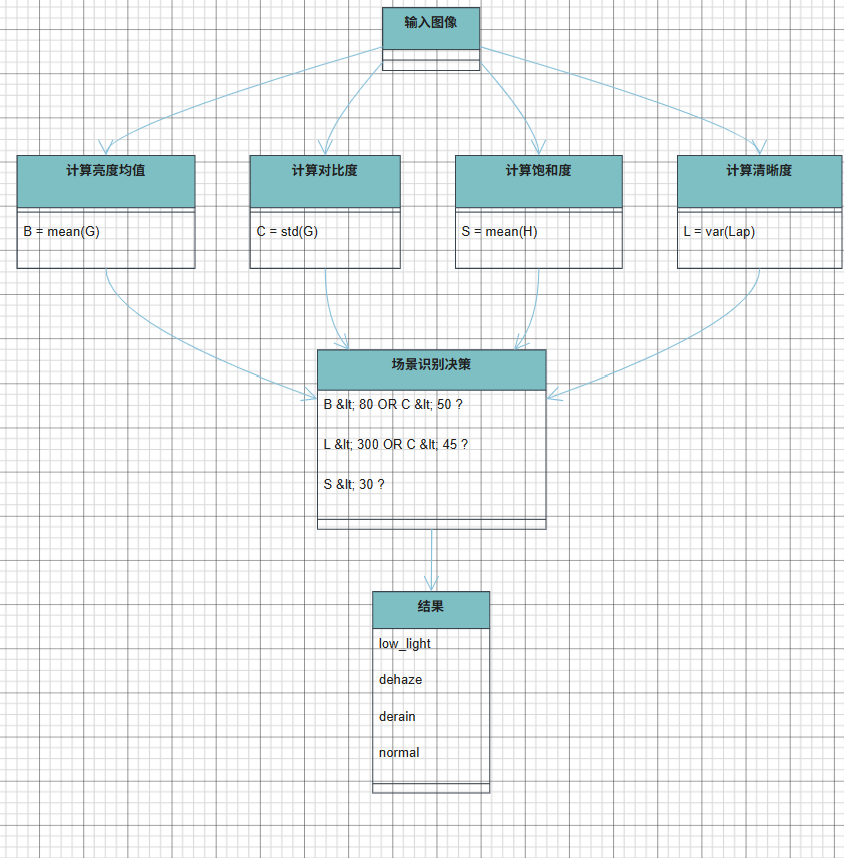 输入图像
计算亮度均值
B = mean(G)
计算对比度
C = std(G)
计算饱和度
S = mean(H)
计算清晰度
L = var(Lap)
场景识别决策
B &lt; 80 OR C &lt; 50 ?
L &lt; 300 OR C &lt; 45 ?
S &lt; 30 ?
结果
low_light
dehaze
derain
normal